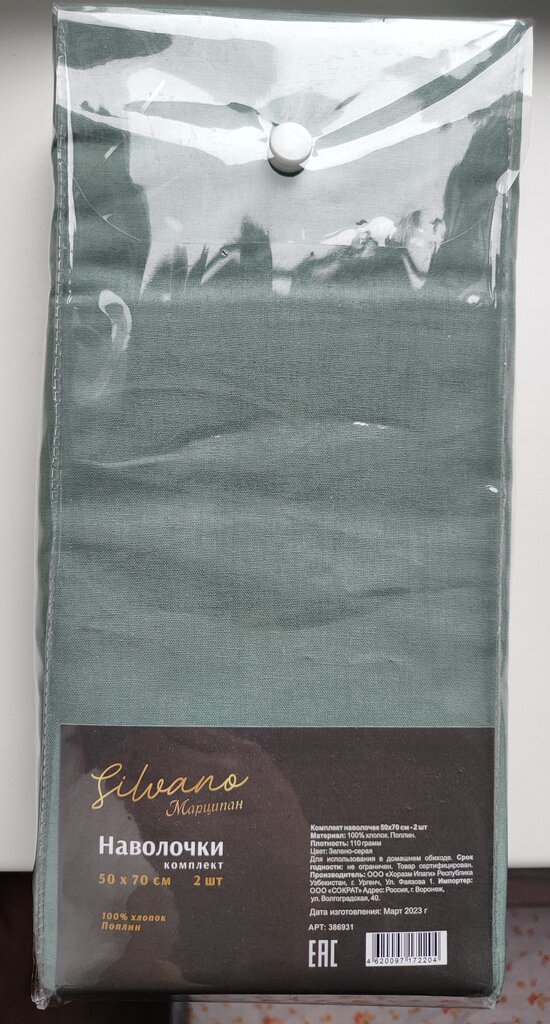 Silvano
Марципан
Наволочки
комплект
50 x 70 см 2 шт
100% хлопок
Поплин
Комплект наволочек 50x70 см - 2 шт
Материал: 100% хлопок. Поплин.
Плотность: 110 грамм
Цвет: Зелено-серая
Для использования в домашнем обиходе. Срок
годности: не ограничен. Товар сертифицирован.
Производитель: ООО «Хоразм Ипаги» Республика
Узбекистан, г. Ургенч, Ул. Фаязова 1. Импортер:
ООО «СОКРАТ» Адрес: Россия, г. Воронеж,
ул. Волгоградская, 40.
Дата изготовления: Март 2023 г
АРТ: 386931
EAC
4 620097 172204